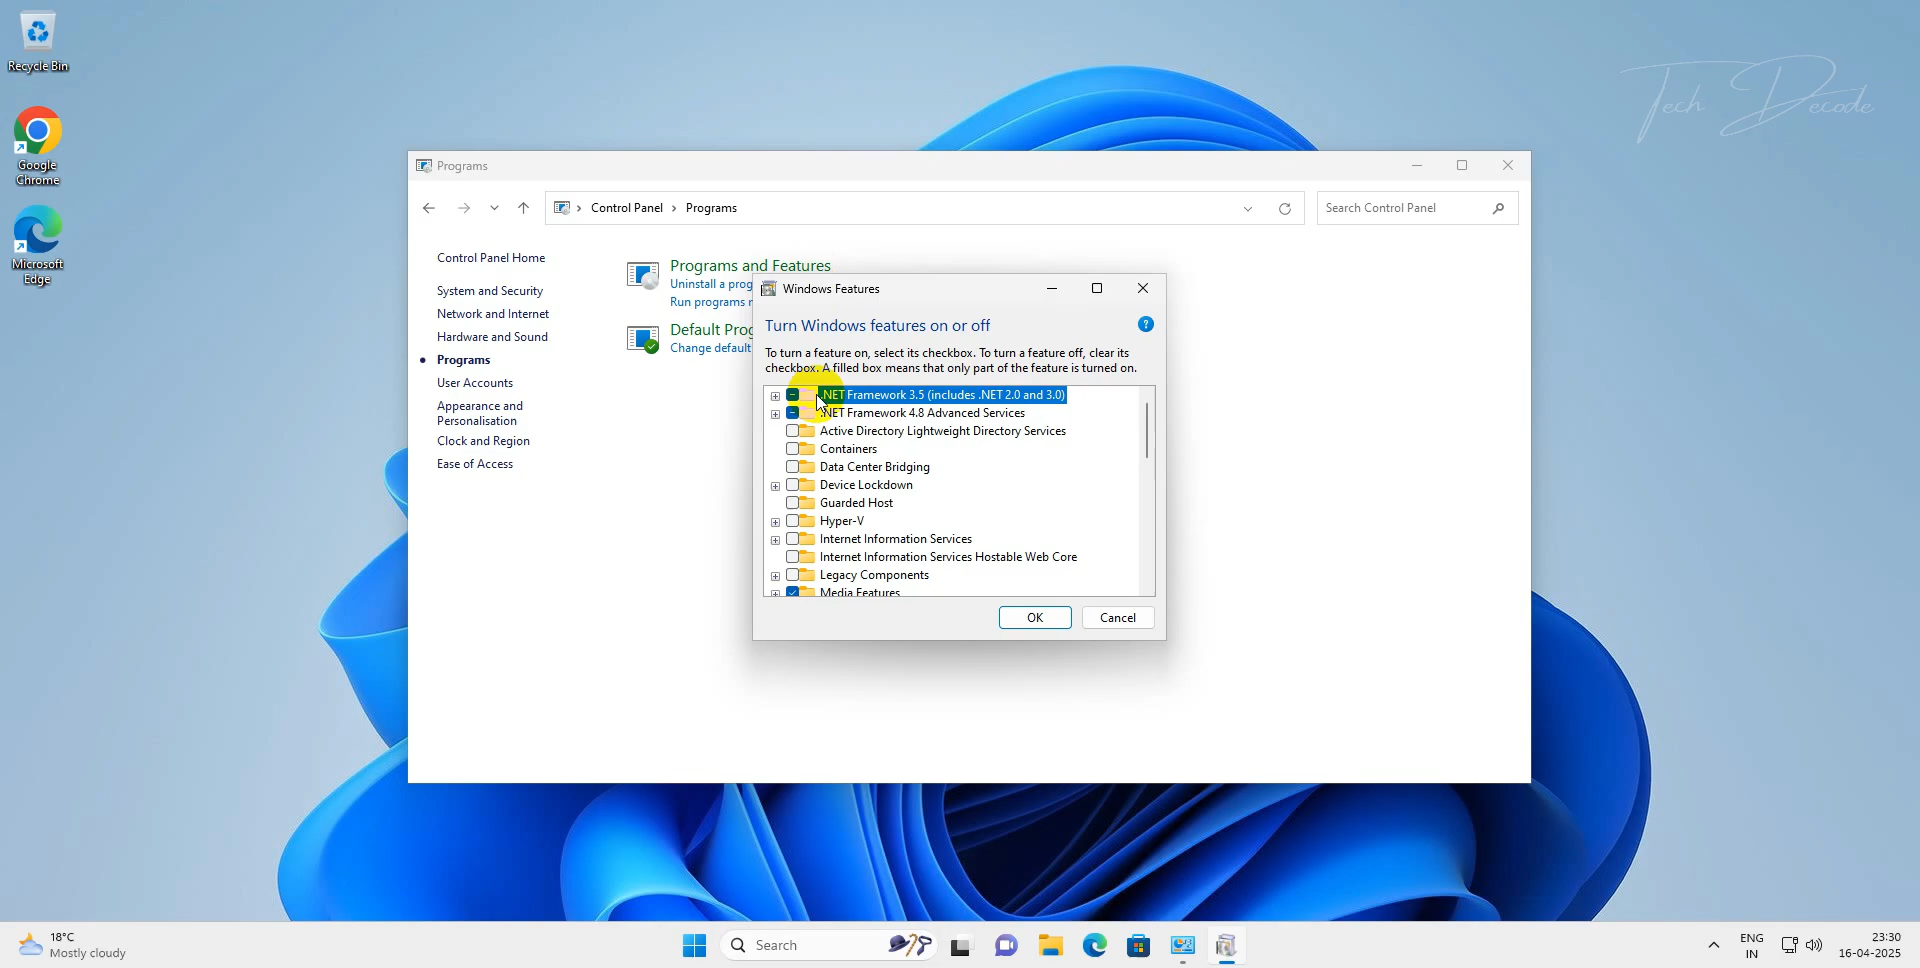 Recycle Bin
Google
Chrome
Microsoft
Edge
Tech Decode
Programs
Control Panel
Programs
Search Control Panel
Control Panel Home
System and Security
Network and Internet
Hardware and Sound
Programs
User Accounts
Appearance and
Personalisation
Clock and Region
Ease of Access
Programs and Features
Uninstall a prog
Run programs
Default Prog
Change default
Windows Features
Turn Windows features on or off
To turn a feature on, select its checkbox. To turn a feature off, clear its
checkbox. A filled box means that only part of the feature is turned on.
.NET Framework 3.5 (includes .NET 2.0 and 3.0)
.NET Framework 4.8 Advanced Services
Active Directory Lightweight Directory Services
Containers
Data Center Bridging
Device Lockdown
Guarded Host
Hyper-V
Internet Information Services
Internet Information Services Hostable Web Core
Legacy Components
Media Features
OK
Cancel
18°C
Mostly cloudy
Search
ENG
IN
23:30
16-04-2025